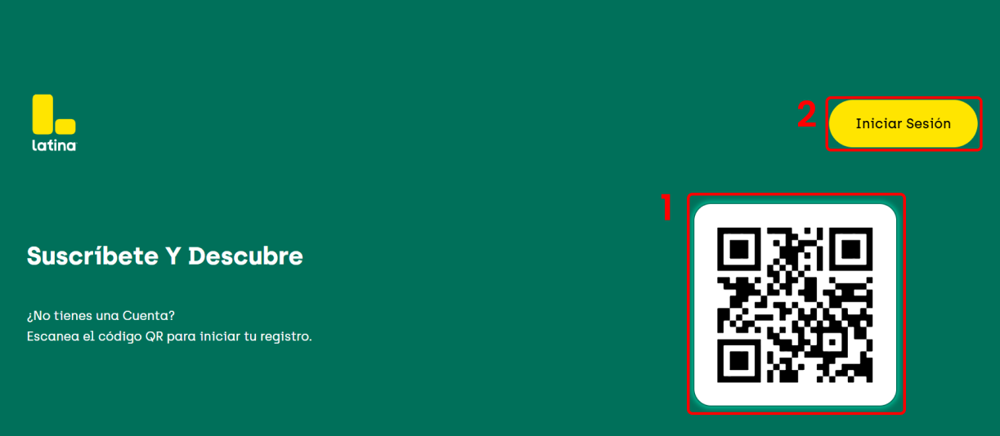 latina
2
Iniciar Sesión
1
Suscríbete Y Descubre
¿No tienes una Cuenta?
Escanea el código QR para iniciar tu registro.